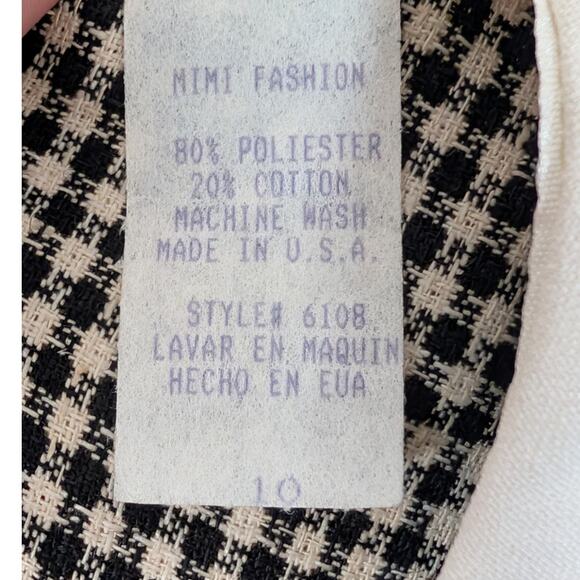 MIMI FASHION
80% POLIESTER
20% COTTON
MACHINE WASH
MADE IN U.S.A.
STYLE# 6108
LAVAR EN MAQUIN
HECHO EN EUA
10